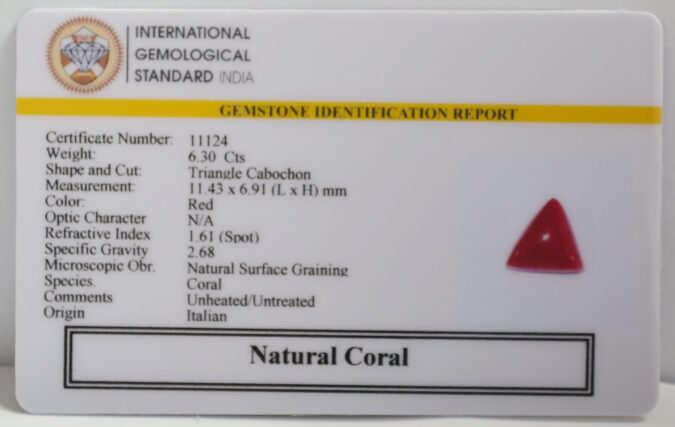 INTERNATIONAL
GEMOLOGICAL
STANDARD INDIA
GEMSTONE IDENTIFICATION REPORT
Certificate Number: 11124
Weight: 6.30 Cts
Shape and Cut: Triangle Cabochon
Measurement: 11.43 x 6.91 (L x H) mm
Color: Red
Optic Character N/A
Refractive Index 1.61 (Spot)
Specific Gravity 2.68
Microscopic Obr. Natural Surface Graining
Species. Coral
Comments Unheated/Untreated
Origin Italian
Natural Coral